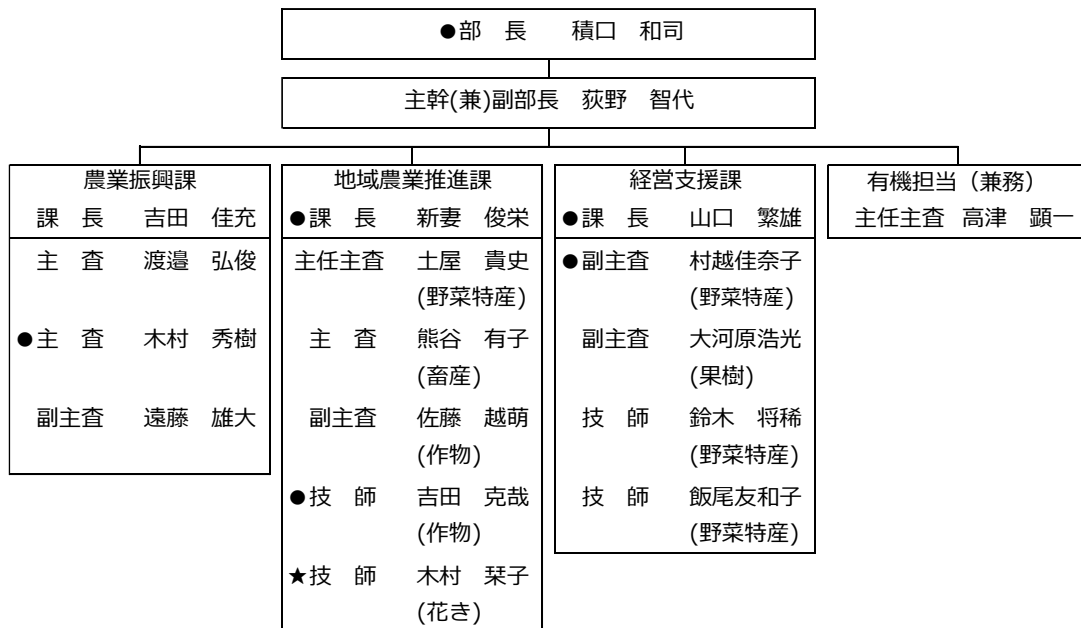 ●部　長　　積口　和司
主幹(兼)副部長　荻野　智代
農業振興課
課　長　　吉田　佳充
主　査　　渡邉　弘俊
●主　査　　木村　秀樹
副主査　　遠藤　雄大
地域農業推進課
●課　長　　新妻　俊栄
主任主査　　土屋　貴史
(野菜特産)
主　査　　熊谷　有子
(畜産)
副主査　　佐藤　越萌
(作物)
●技　師　　吉田　克哉
(作物)
★技　師　　木村　栞子
(花き)
経営支援課
●課　長　　山口　繁雄
●副主査　　村越佳奈子
(野菜特産)
副主査　　大河原浩光
(果樹)
技　師　　鈴木　将稀
(野菜特産)
技　師　　飯尾友和子
(野菜特産)
有機担当（兼務）
主任主査　高津　顕一